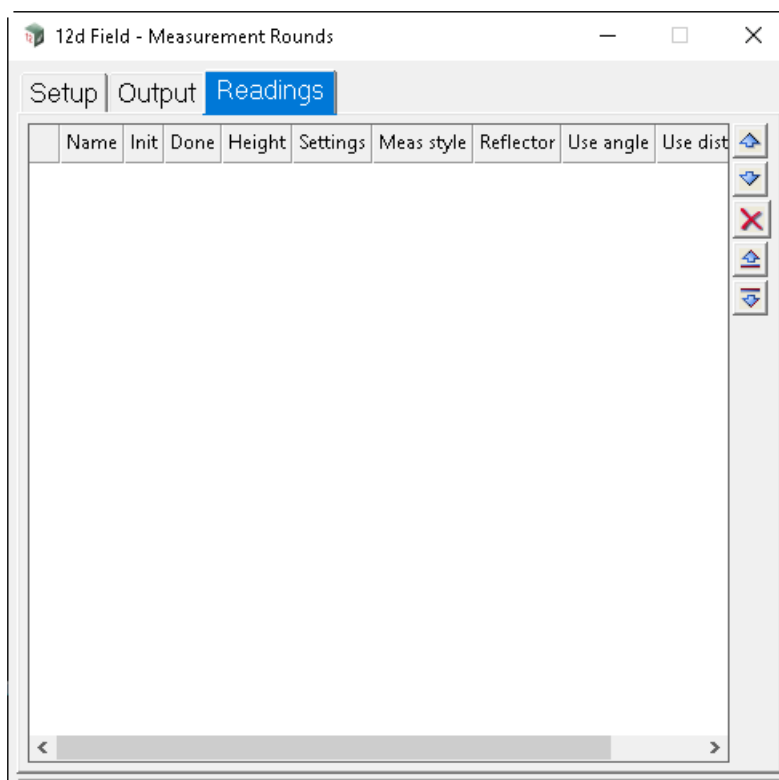 12d Field - Measurement Rounds
Setup Output Readings
Name Init Done Height Settings Meas style Reflector Use angle Use dist